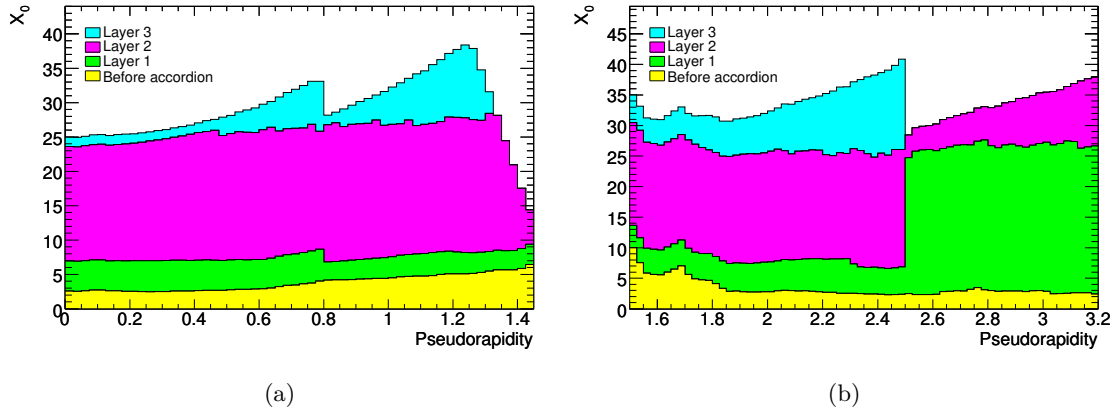 X0
40
35
30
25
20
15
10
5
0
Layer 3
Layer 2
Layer 1
Before accordion
0 0.2 0.4 0.6 0.8 1 1.2 1.4
Pseudorapidity
(a)
X0
45
40
35
30
25
20
15
10
5
0
Layer 3
Layer 2
Layer 1
Before accordion
1.6 1.8 2 2.2 2.4 2.6 2.8 3 3.2
Pseudorapidity
(b)